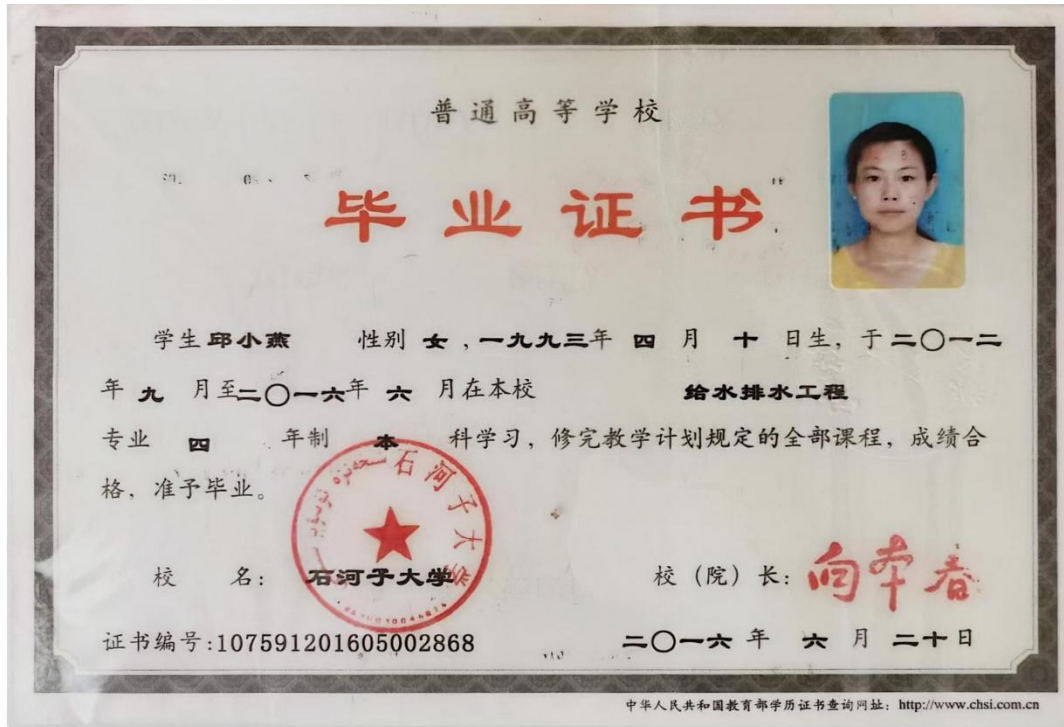 普通高等学校
毕业证书
学生 邱小燕 性别 女,一九九三年 四 月 十 日生,于二〇一二
年 九 月至二〇一六年 六 月在本校 给水排水工程
专业 四 年制 本 科学习,修完教学计划规定的全部课程,成绩合
格,准予毕业。
石河子大学
校 名: 石河子大学 校(院)长: 向本春
证书编号:107591201605002868 二〇一六年 六 月 二十日
中华人民共和国教育部学历证书查询网址:http://www.chsi.com.cn